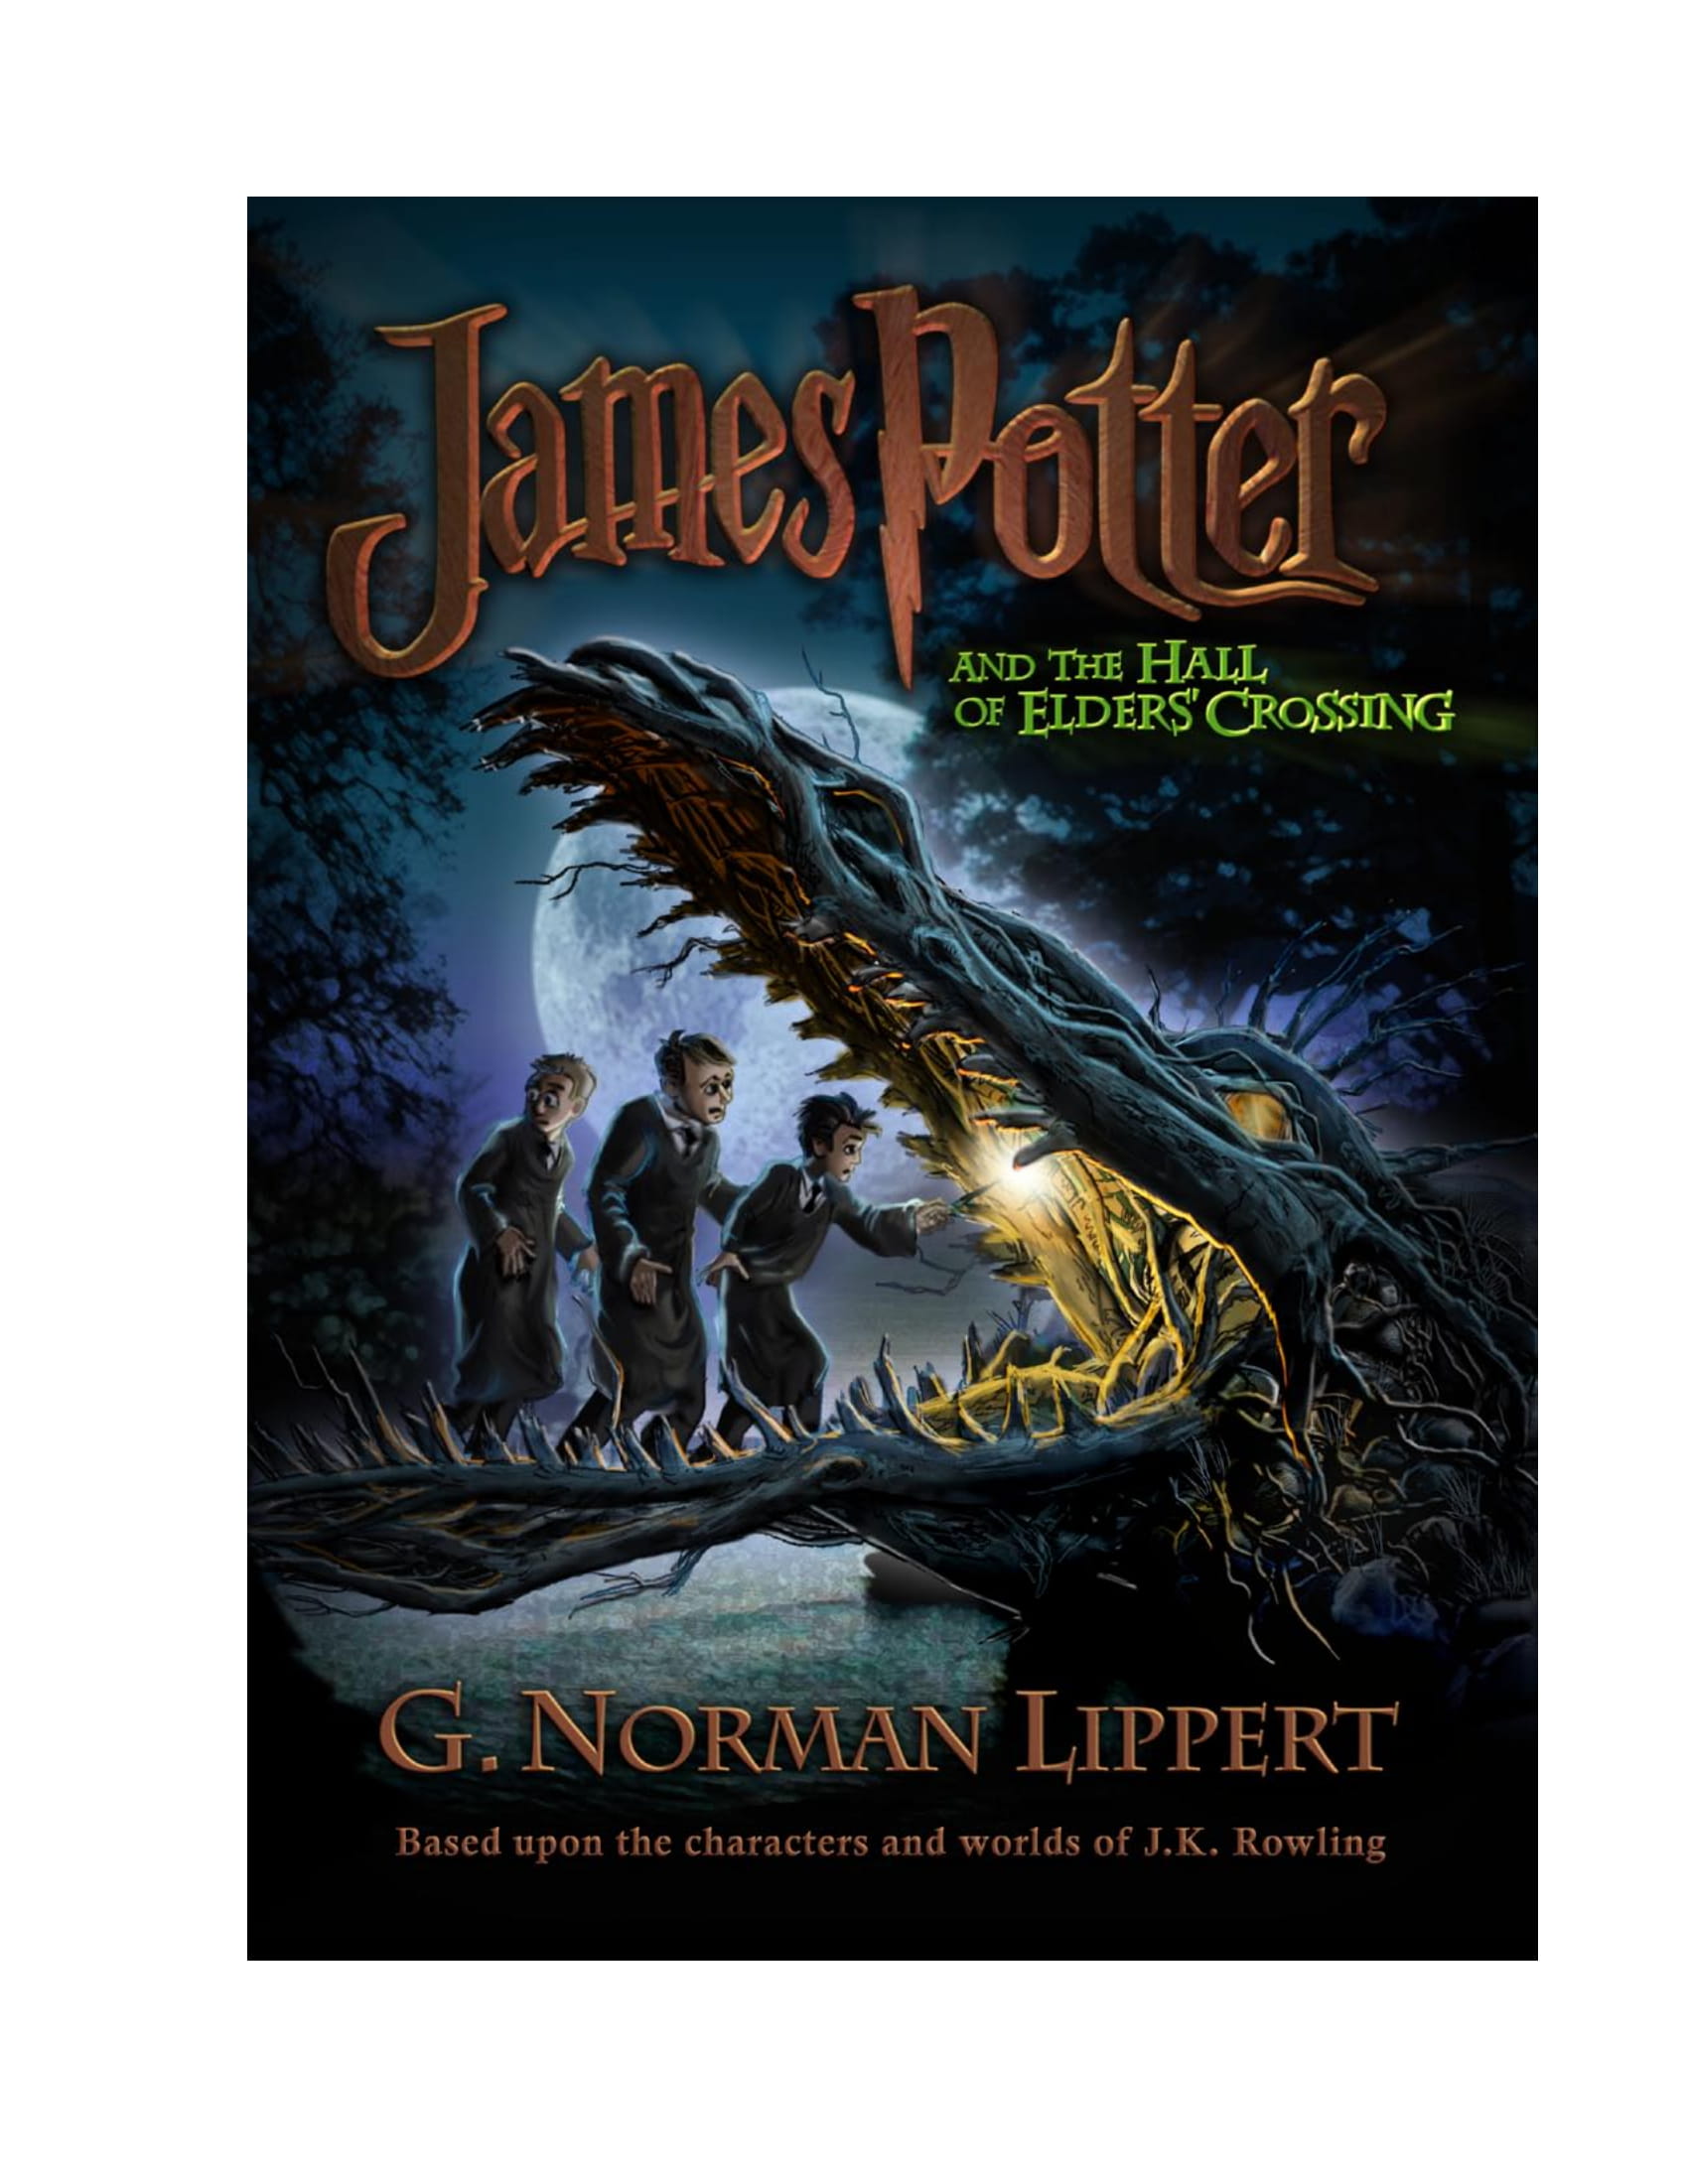 James Potter
AND THE HALL
OF ELDERS' CROSSING
G. NORMAN LIPPERT
Based upon the characters and worlds of J.K. Rowling